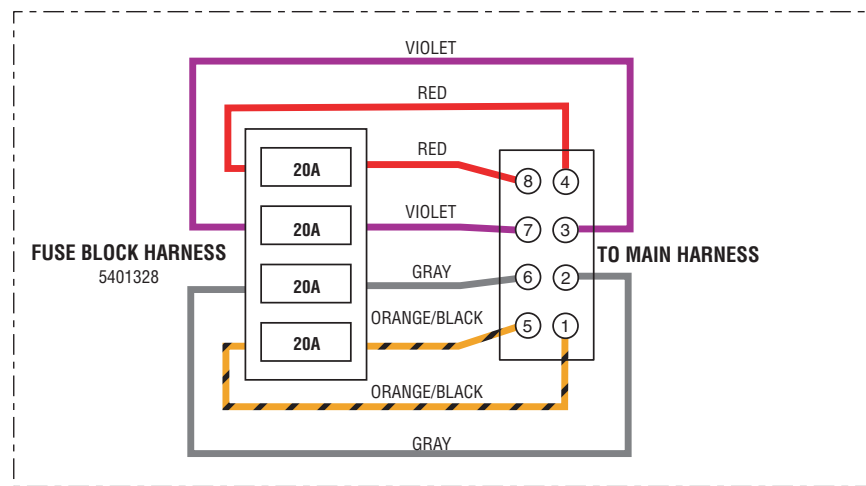 VIOLET
RED
RED
20A
8 4
VIOLET
20A
7 3
FUSE BLOCK HARNESS
5401328
TO MAIN HARNESS
GRAY
20A
6 2
ORANGE/BLACK
20A
5 1
ORANGE/BLACK
GRAY